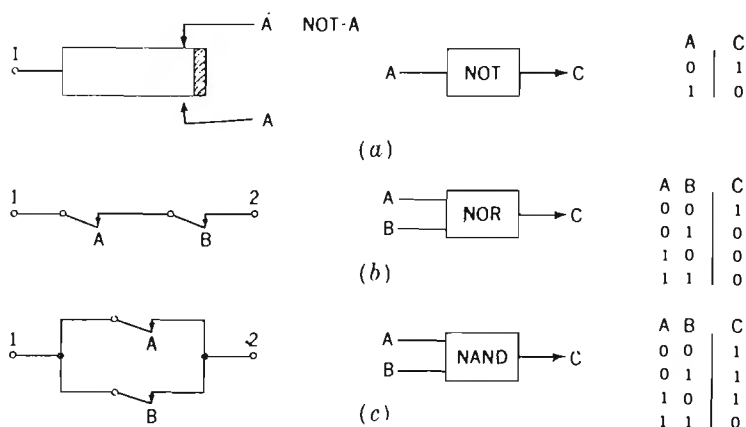 Ā NOT-A
I
A
A NOT C
A C
0 1
1 0
(a)
1 2
A B
A
B
NOR C
A B C
0 0 1
0 1 0
1 0 0
1 1 0
(b)
1 2
A
B
A
B
NAND C
A B C
0 0 1
0 1 1
1 0 1
1 1 0
(c)